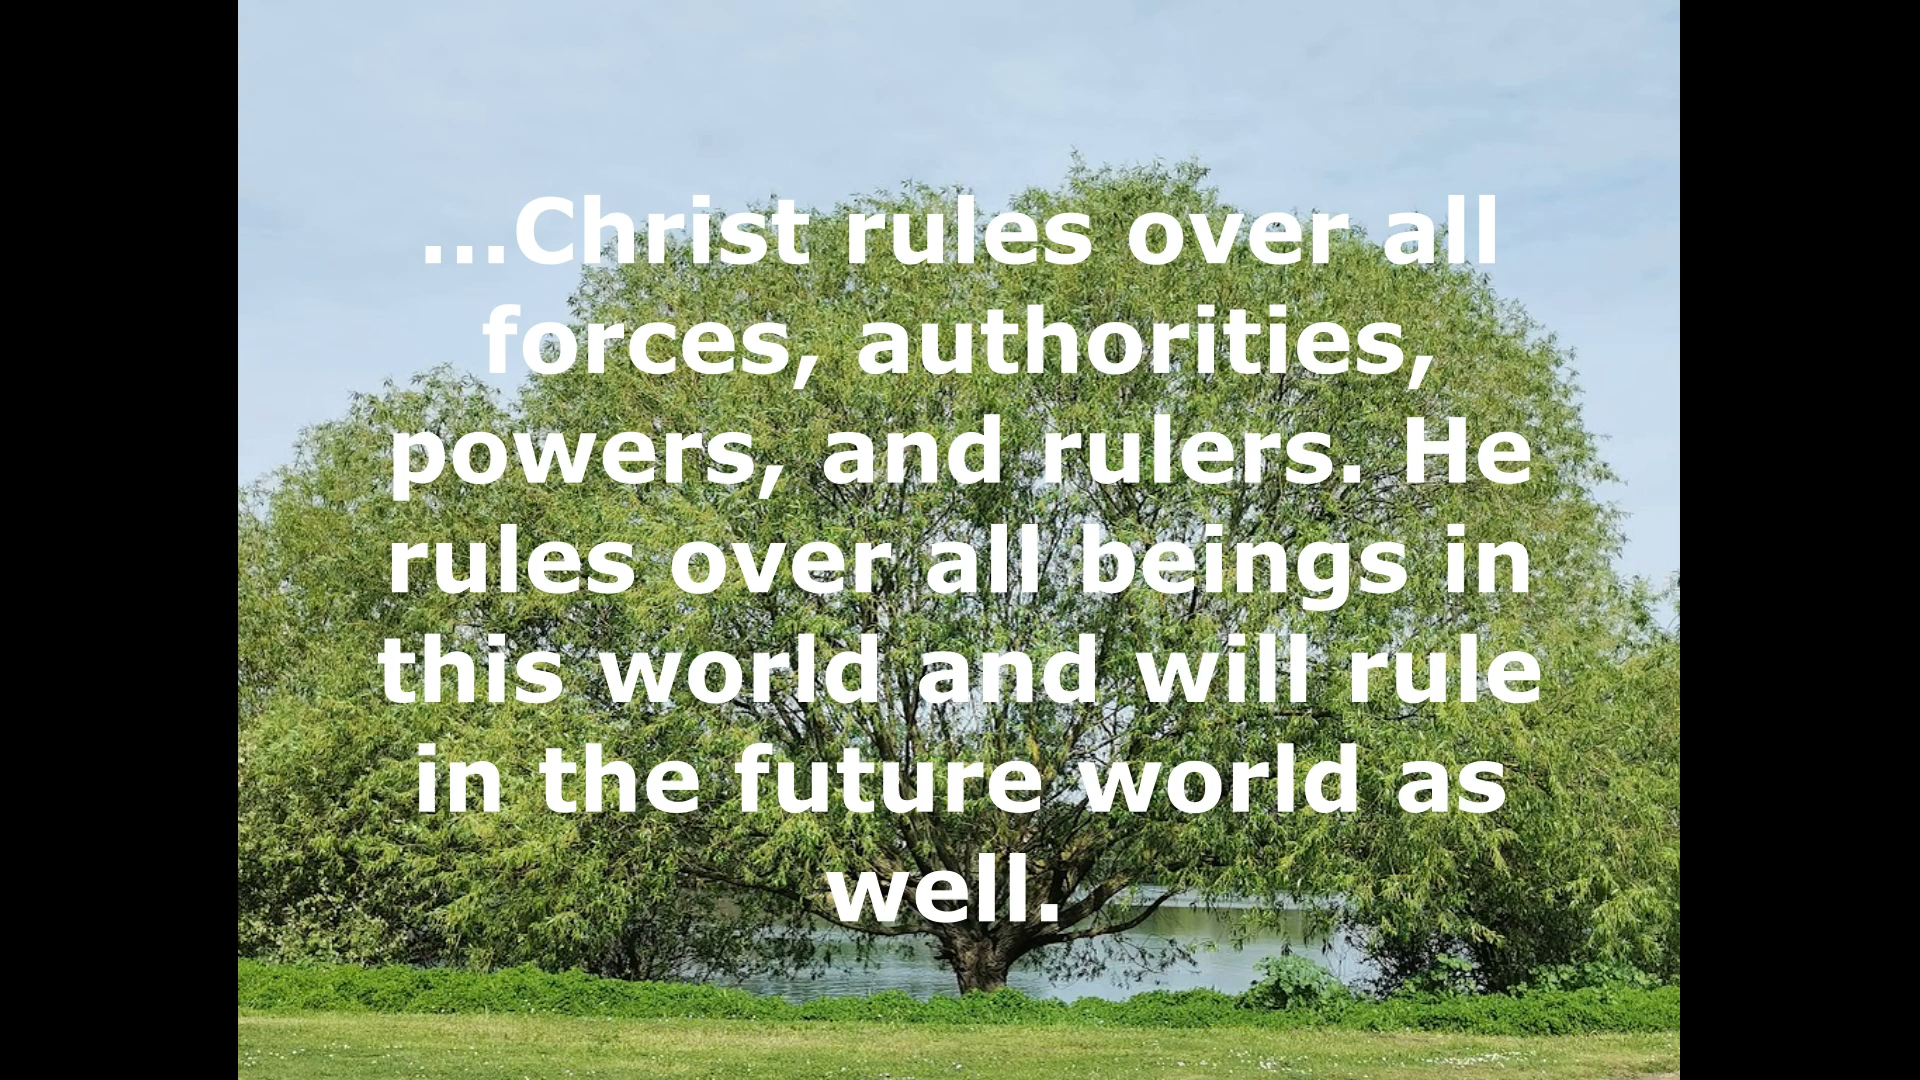 ...Christ rules over all
forces, authorities,
powers, and rulers. He
rules over all beings in
this world and will rule
in the future world as
well.